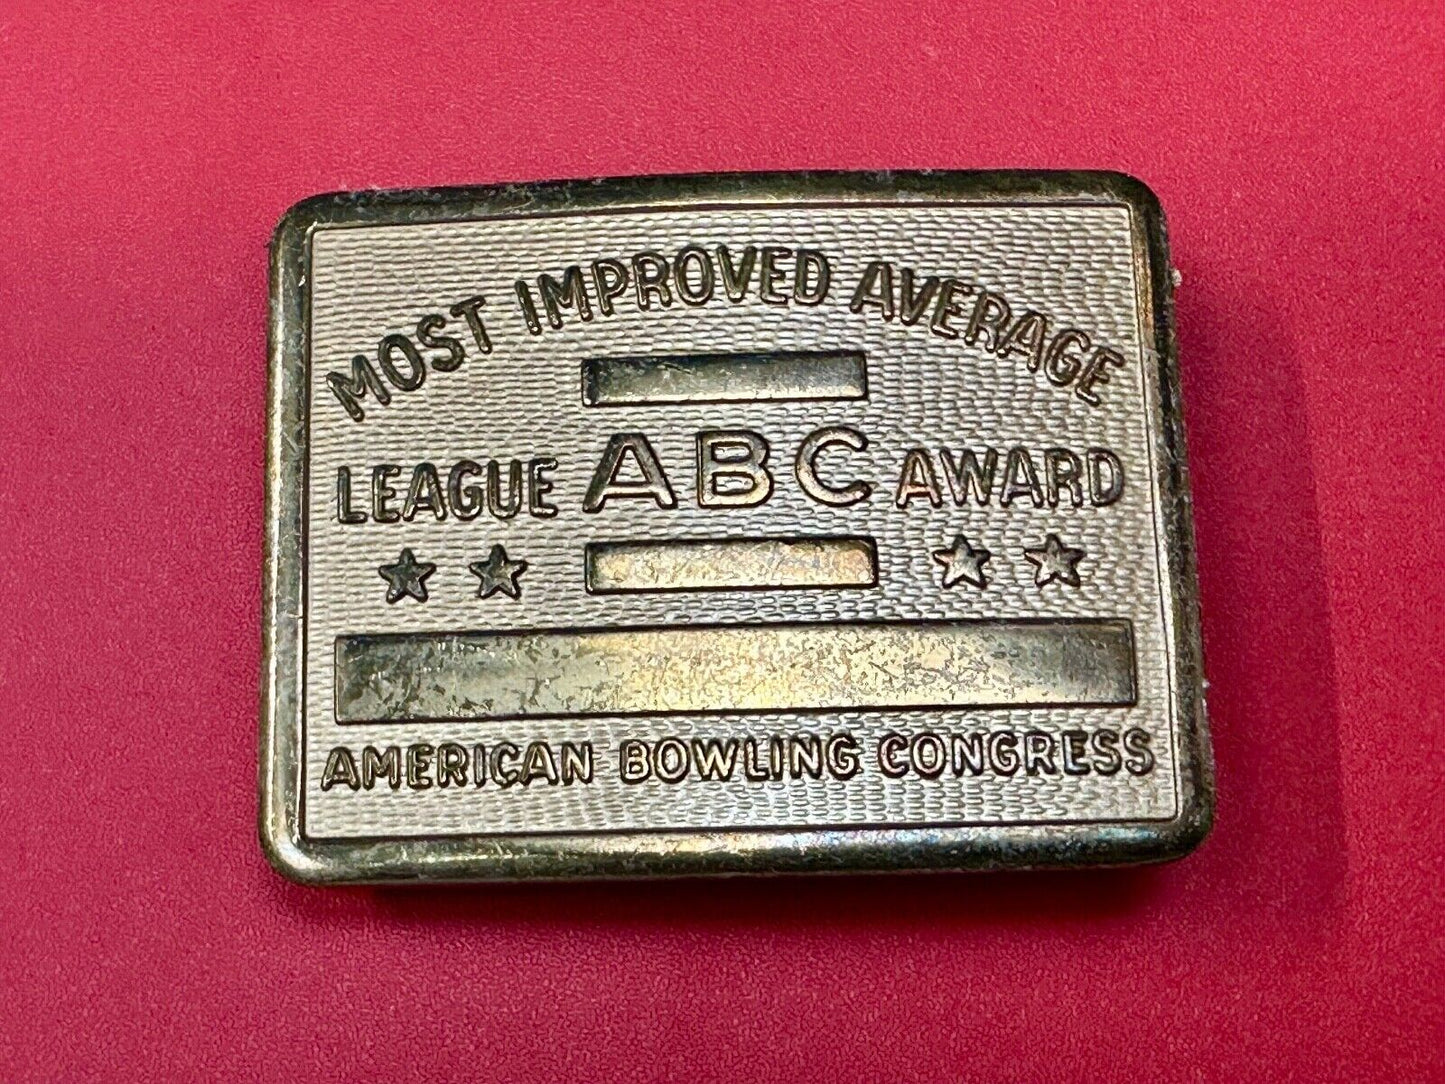 MOST IMPROVED AVERAGE
LEAGUE ABC AWARD
AMERICAN BOWLING CONGRESS